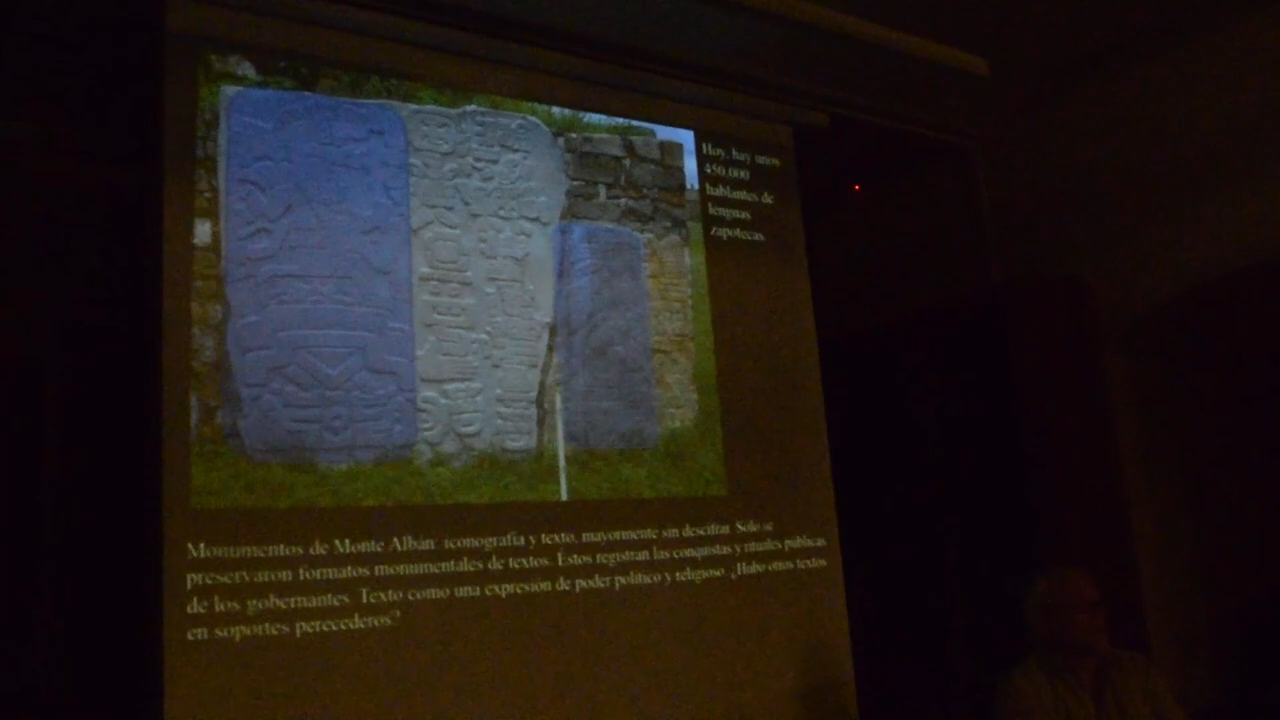 Hoy, hay unos
450,000
hablantes de
lenguas
zapotecas.
Monumentos de Monte Albán: iconografía y texto, mayormente sin descifrar. Sólo se
preservaron formatos monumentales de textos. Éstos registran las conquistas y rituales públicas
de los gobernantes. Texto como una expresión de poder político y religioso. ¿Hubo otros textos
en soportes perecederos?